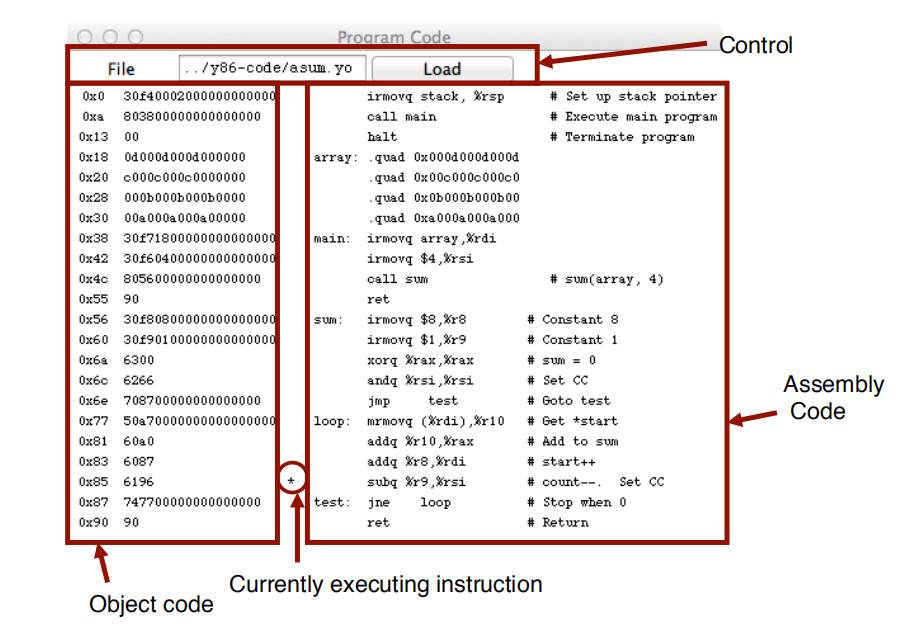 Program Code
Control
File ../y86-code/asum.yo Load
0x0 30f40002000000000000 irmovq stack, %rsp # Set up stack pointer
0xa 803800000000000000 call main # Execute main program
0x13 00 halt # Terminate program
0x18 0d000d000d000000 array: .quad 0x000d000d000d
0x20 c000c000c0000000 .quad 0x00c000c000c0
0x28 000b000b000b0000 .quad 0x0b000b000b00
0x30 00a000a000a00000 .quad 0xa000a000a000
0x38 30f71800000000000000 main: irmovq array,%rdi
0x42 30f60400000000000000 irmovq $4,%rsi
0x4c 805600000000000000 call sum # sum(array, 4)
0x55 90 ret
0x56 30f80800000000000000 sum: irmovq $8,%r8 # Constant 8
0x60 30f90100000000000000 irmovq $1,%r9 # Constant 1
0x6a 6300 xorq %rax,%rax # sum = 0
0x6c 6266 andq %rsi,%rsi # Set CC
0x6e 708700000000000000 jmp test # Goto test
0x77 50a70000000000000000 loop: mrmovq (%rdi),%r10 # Get *start
0x81 60a0 addq %r10,%rax # Add to sum
0x83 6087 addq %r8,%rdi # start++
0x85 6196 * subq %r9,%rsi # count--. Set CC
0x87 747700000000000000 test: jne loop # Stop when 0
0x90 90 ret # Return
Assembly
Code
Currently executing instruction
Object code